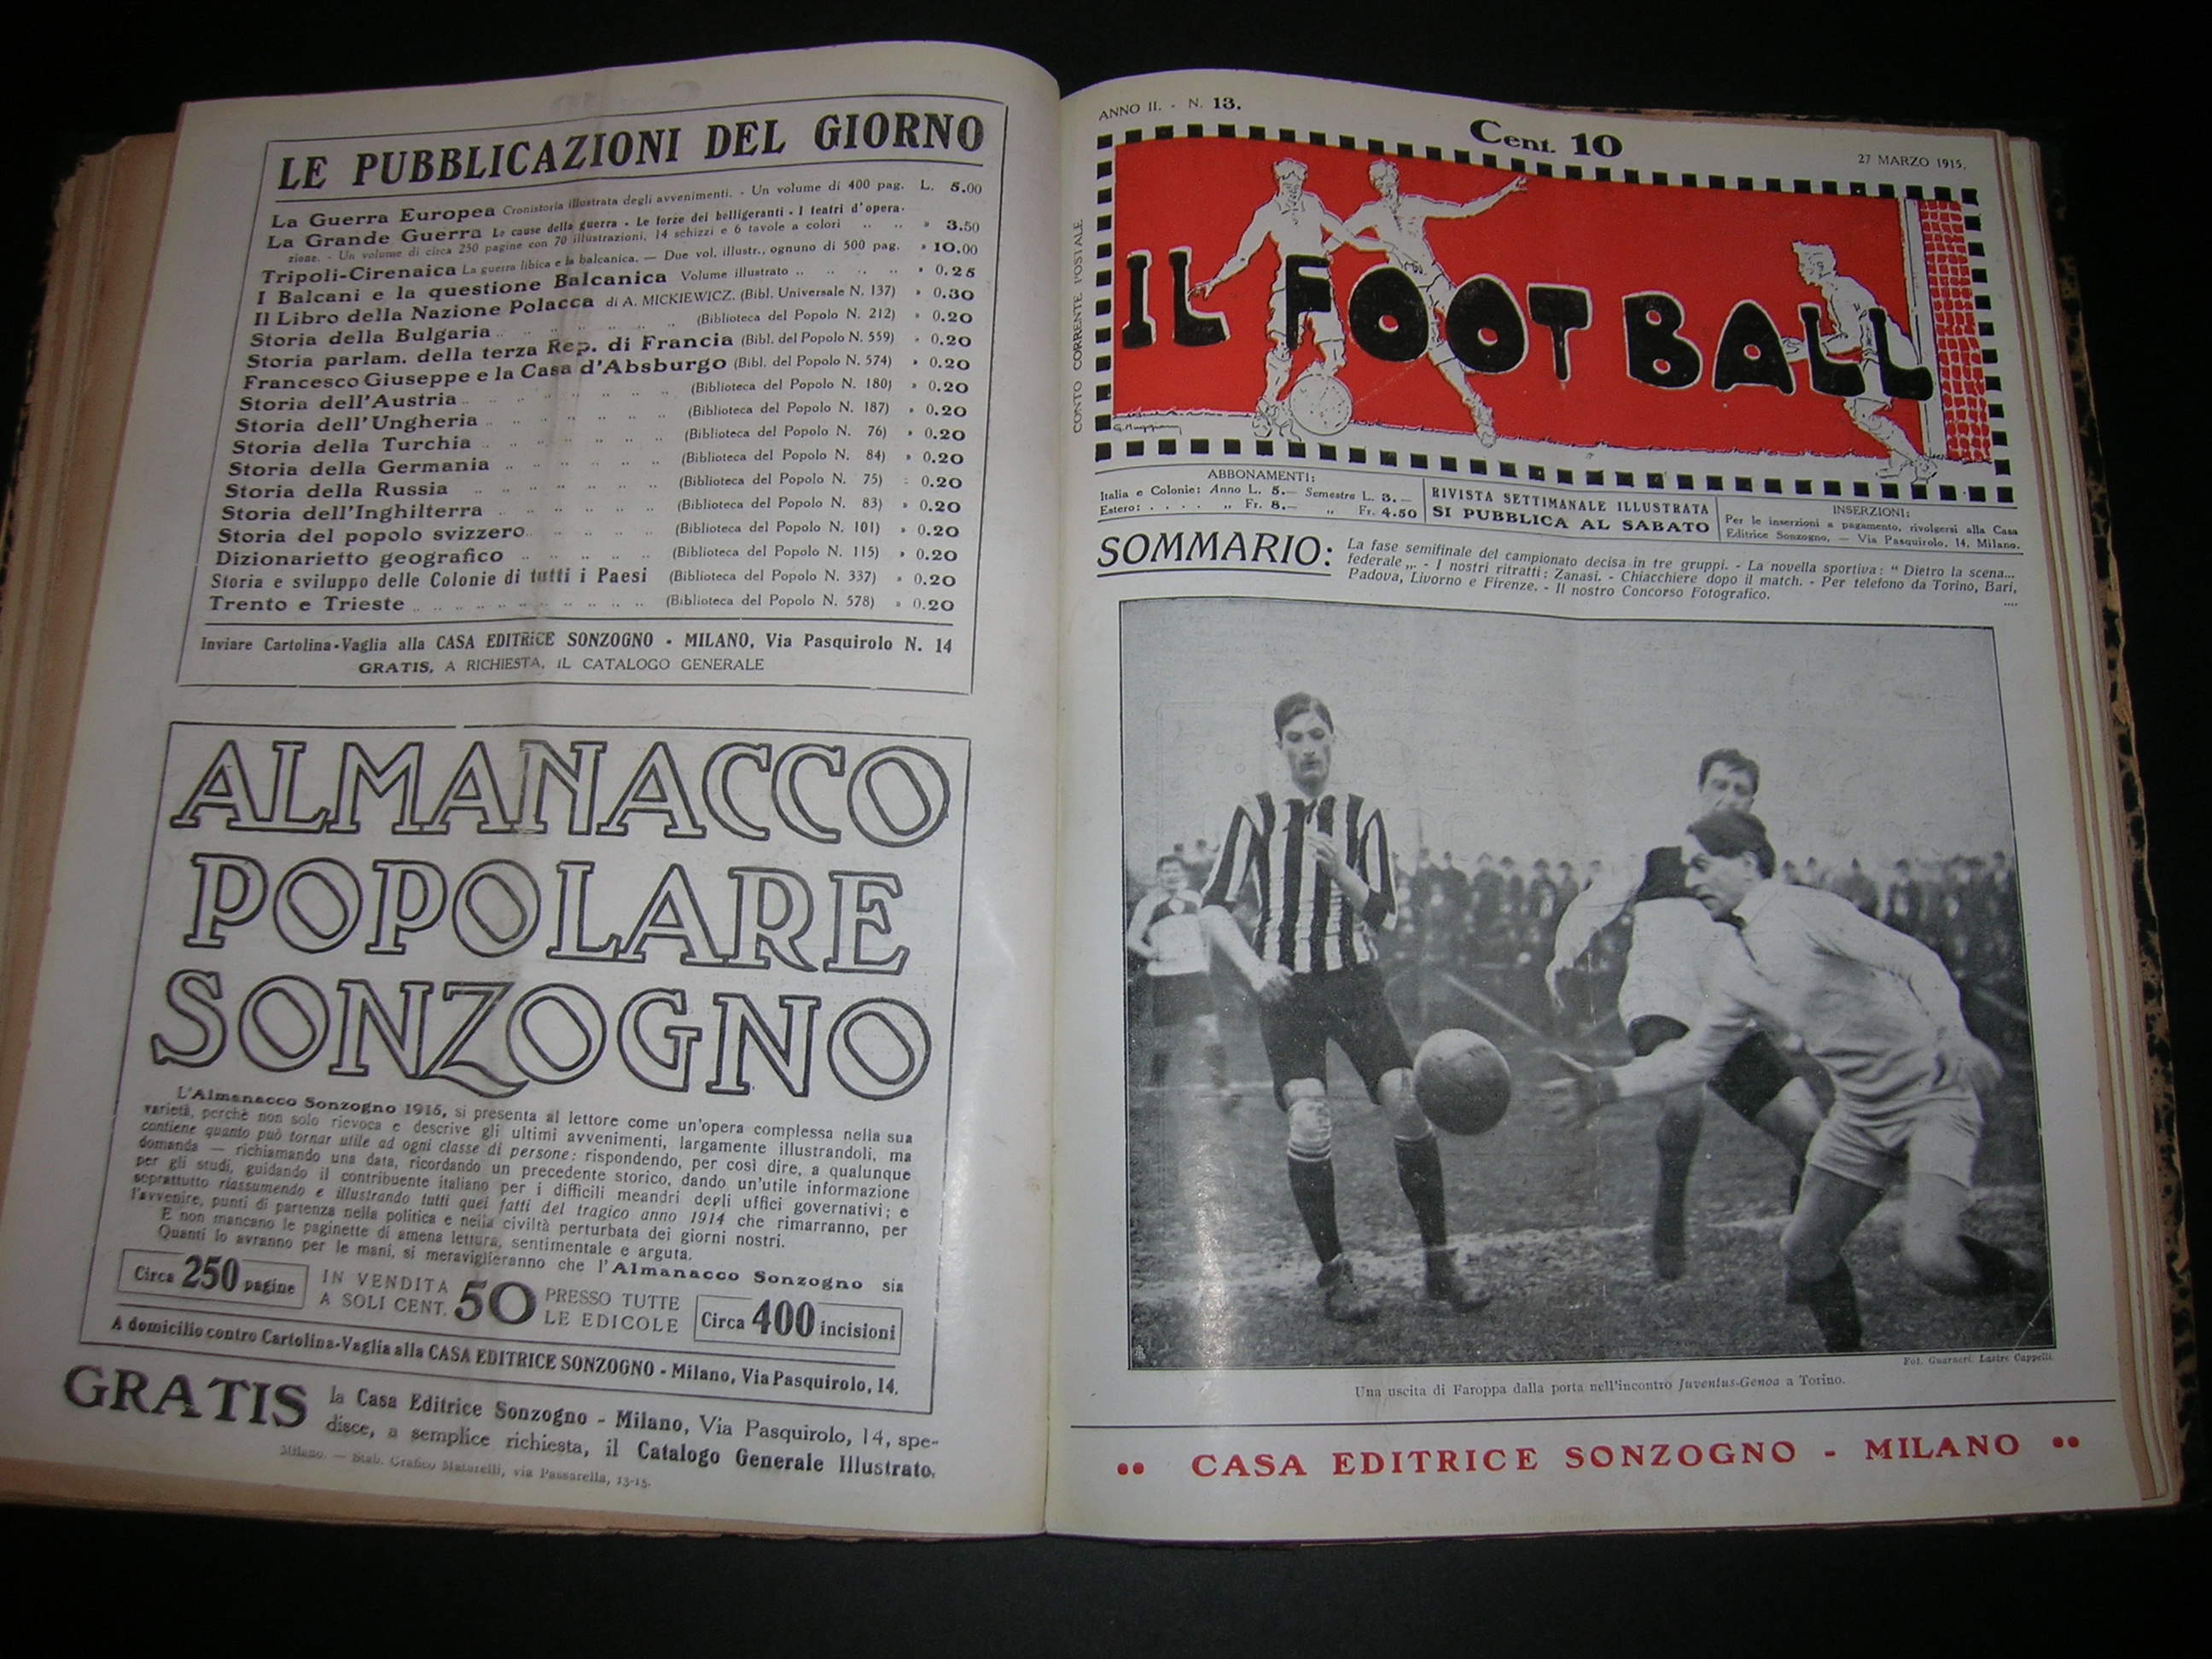 LE PUBBLICAZIONI DEL GIORNO
La Guerra Europea Cronistoria illustrata degli avvenimenti. - Un volume di 400 pag. L. 5.00
La Grande Guerra Le cause della guerra - Le forze dei belligeranti - I teatri d'opera-
zione. - Un volume di circa 250 pagine con 70 illustrazioni, 14 schizzi e 6 tavole a colori .. .. » 3.50
Tripoli-Cirenaica La guerra libica e la balcanica. — Due vol. illustr., ognuno di 500 pag. » 10.00
I Balcani e la questione Balcanica Volume illustrato .. .. .. .. » 0.25
Il Libro della Nazione Polacca di A. MICKIEWICZ. (Bibl. Universale N. 137) » 0.30
Storia della Bulgaria .. .. .. .. .. .. (Biblioteca del Popolo N. 212) » 0.20
Storia parlam. della terza Rep. di Francia (Bibl. del Popolo N. 559) » 0.20
Francesco Giuseppe e la Casa d'Absburgo (Bibl. del Popolo N. 574) » 0.20
Storia dell'Austria .. .. .. .. .. (Biblioteca del Popolo N. 180) » 0.20
Storia dell'Ungheria .. .. .. .. .. (Biblioteca del Popolo N. 187) » 0.20
Storia della Turchia .. .. .. .. .. (Biblioteca del Popolo N. 76) » 0.20
Storia della Germania .. .. .. .. .. (Biblioteca del Popolo N. 84) » 0.20
Storia della Russia .. .. .. .. .. (Biblioteca del Popolo N. 75) » 0.20
Storia dell'Inghilterra .. .. .. .. .. (Biblioteca del Popolo N. 83) » 0.20
Storia del popolo svizzero .. .. .. .. (Biblioteca del Popolo N. 101) » 0.20
Dizionarietto geografico .. .. .. .. (Biblioteca del Popolo N. 115) » 0.20
Storia e sviluppo delle Colonie di tutti i Paesi (Biblioteca del Popolo N. 337) » 0.20
Trento e Trieste .. .. .. .. .. .. (Biblioteca del Popolo N. 578) » 0.20
Inviare Cartolina-Vaglia alla CASA EDITRICE SONZOGNO - MILANO, Via Pasquirolo N. 14
GRATIS, A RICHIESTA, IL CATALOGO GENERALE
ALMANACCO
POPOLARE
SONZOGNO
L'Almanacco Sonzogno 1915, si presenta al lettore come un'opera complessa nella sua
varietà, perchè non solo rievoca e descrive gli ultimi avvenimenti, largamente illustrandoli, ma
contiene quanto può tornar utile ad ogni classe di persone: rispondendo, per così dire, a qualunque
domanda — richiamando una data, ricordando un precedente storico, dando un'utile informazione
per gli studi, guidando il contribuente italiano per i difficili meandri degli uffici governativi; e
soprattutto riassumendo e illustrando tutti quei fatti del tragico anno 1914 che rimarranno, per
l'avvenire, punti di partenza nella politica e nella civiltà perturbata dei giorni nostri.
E non mancano le paginette di amena lettura, sentimentale e arguta.
Quanti lo avranno per le mani, si meraviglieranno che l'Almanacco Sonzogno sia
Circa 250 pagine
IN VENDITA
A SOLI CENT. 50 PRESSO TUTTE
LE EDICOLE
Circa 400 incisioni
A domicilio contro Cartolina-Vaglia alla CASA EDITRICE SONZOGNO - Milano, Via Pasquirolo, 14.
GRATIS la Casa Editrice Sonzogno - Milano, Via Pasquirolo, 14, spe-
disce, a semplice richiesta, il Catalogo Generale Illustrato.
Milano. — Stab. Grafico Matarelli, via Passarella, 13-15.
ANNO II. - N. 13.
Cent. 10
27 MARZO 1915.
CONTO CORRENTE POSTALE
IL FOOT BALL
ABBONAMENTI:
Italia e Colonie: Anno L. 5.— Semestre L. 3.—
Estero: . . . . „ Fr. 8.— „ Fr. 4.50
RIVISTA SETTIMANALE ILLUSTRATA
SI PUBBLICA AL SABATO
INSERZIONI:
Per le inserzioni a pagamento, rivolgersi alla Casa
Editrice Sonzogno. — Via Pasquirolo, 14, Milano.
SOMMARIO: La fase semifinale del campionato decisa in tre gruppi. - La novella sportiva: “ Dietro la scena...
federale „. - I nostri ritratti: Zanasi. - Chiacchiere dopo il match. - Per telefono da Torino, Bari,
Padova, Livorno e Firenze. - Il nostro Concorso Fotografico. ....
Fot. Guarneri. Lastre Cappelli.
Una uscita di Faroppa dalla porta nell'incontro Juventus-Genoa a Torino.
•• CASA EDITRICE SONZOGNO - MILANO ••